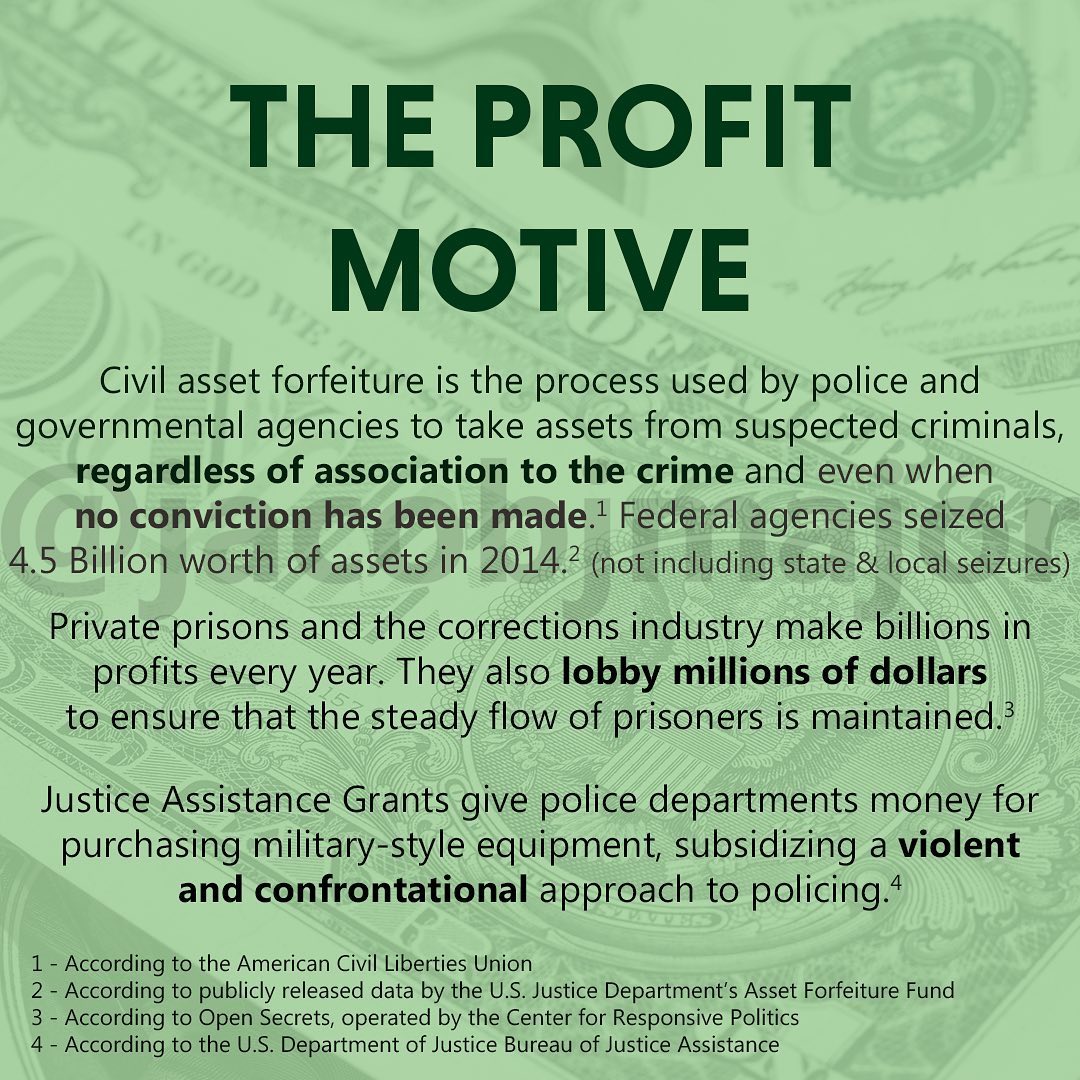 THE PROFIT
MOTIVE
Civil asset forfeiture is the process used by police and
governmental agencies to take assets from suspected criminals,
regardless of association to the crime and even when
no conviction has been made.¹ Federal agencies seized
4.5 Billion worth of assets in 2014.² (not including state & local seizures)
Private prisons and the corrections industry make billions in
profits every year. They also lobby millions of dollars
to ensure that the steady flow of prisoners is maintained.³
Justice Assistance Grants give police departments money for
purchasing military-style equipment, subsidizing a violent
and confrontational approach to policing.⁴
1 - According to the American Civil Liberties Union
2 - According to publicly released data by the U.S. Justice Department's Asset Forfeiture Fund
3 - According to Open Secrets, operated by the Center for Responsive Politics
4 - According to the U.S. Department of Justice Bureau of Justice Assistance
IN GOD WE